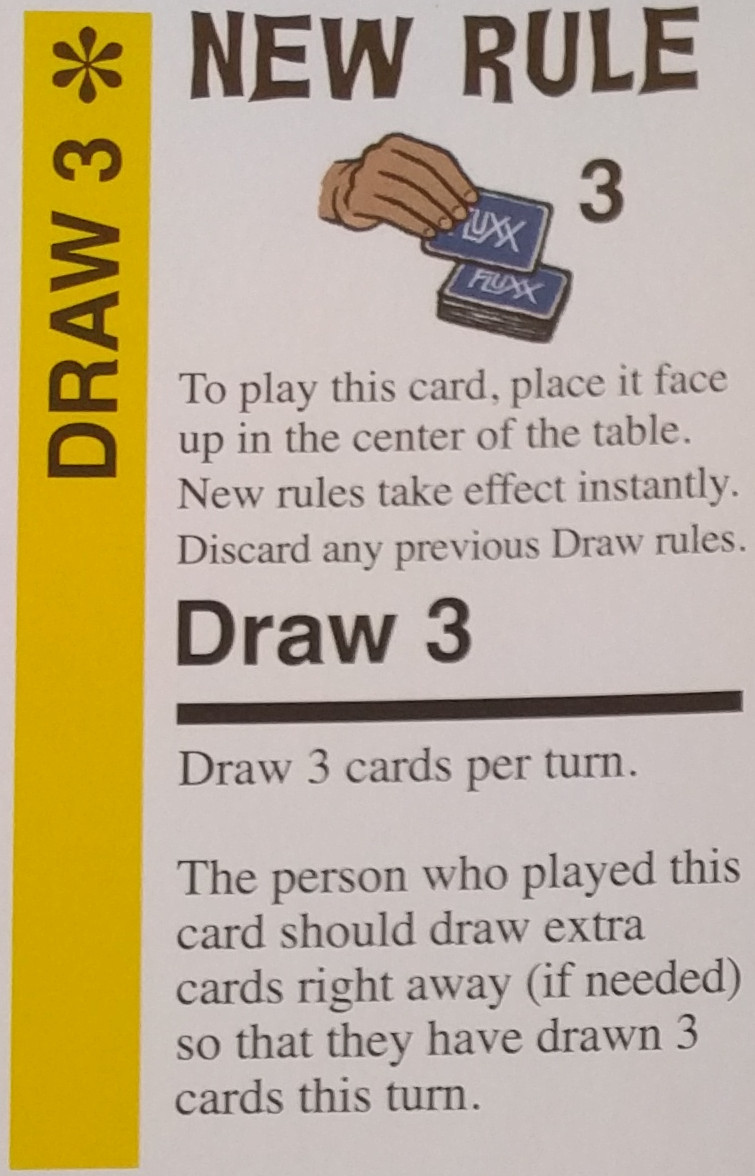 DRAW 3 *
NEW RULE
3
FLUXX
FLUXX
To play this card, place it face
up in the center of the table.
New rules take effect instantly.
Discard any previous Draw rules.
Draw 3
Draw 3 cards per turn.
The person who played this
card should draw extra
cards right away (if needed)
so that they have drawn 3
cards this turn.